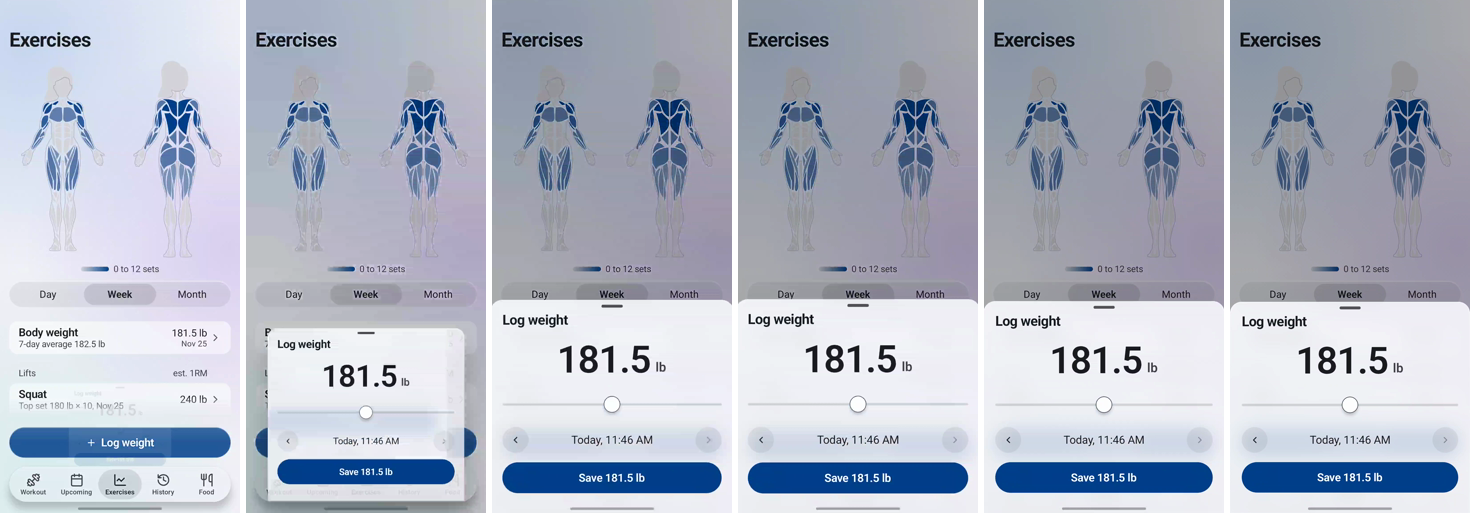 Exercises
0 to 12 sets
Day Week Month
Body weight 181.5 lb
7-day average 182.5 lb Nov 25
Lifts est. 1RM
Squat 240 lb
Top set 180 lb × 10, Nov 25
Log weight
181.5
+ Log weight
Workout Upcoming Exercises History Food
Exercises
0 to 12 sets
Day Week Month
Log weight
181.5 lb
Today, 11:46 AM
Save 181.5 lb
Exercises
0 to 12 sets
Day Week Month
Log weight
181.5 lb
Today, 11:46 AM
Save 181.5 lb
Exercises
0 to 12 sets
Day Week Month
Log weight
181.5 lb
Today, 11:46 AM
Save 181.5 lb
Exercises
0 to 12 sets
Day Week Month
Log weight
181.5 lb
Today, 11:46 AM
Save 181.5 lb
Exercises
0 to 12 sets
Day Week Month
Log weight
181.5 lb
Today, 11:46 AM
Save 181.5 lb